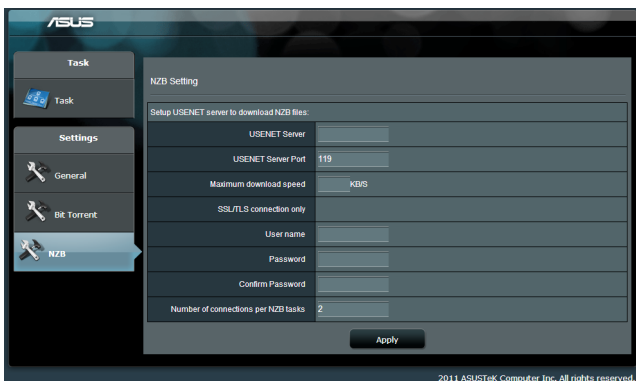 ASUS
Task
Task
Settings
General
Bit Torrent
NZB
NZB Setting
Setup USENET server to download NZB files:
USENET Server
USENET Server Port 119
Maximum download speed KB/S
SSL/TLS connection only
User name
Password
Confirm Password
Number of connections per NZB tasks 2
Apply
2011 ASUSTeK Computer Inc. All rights reserved.